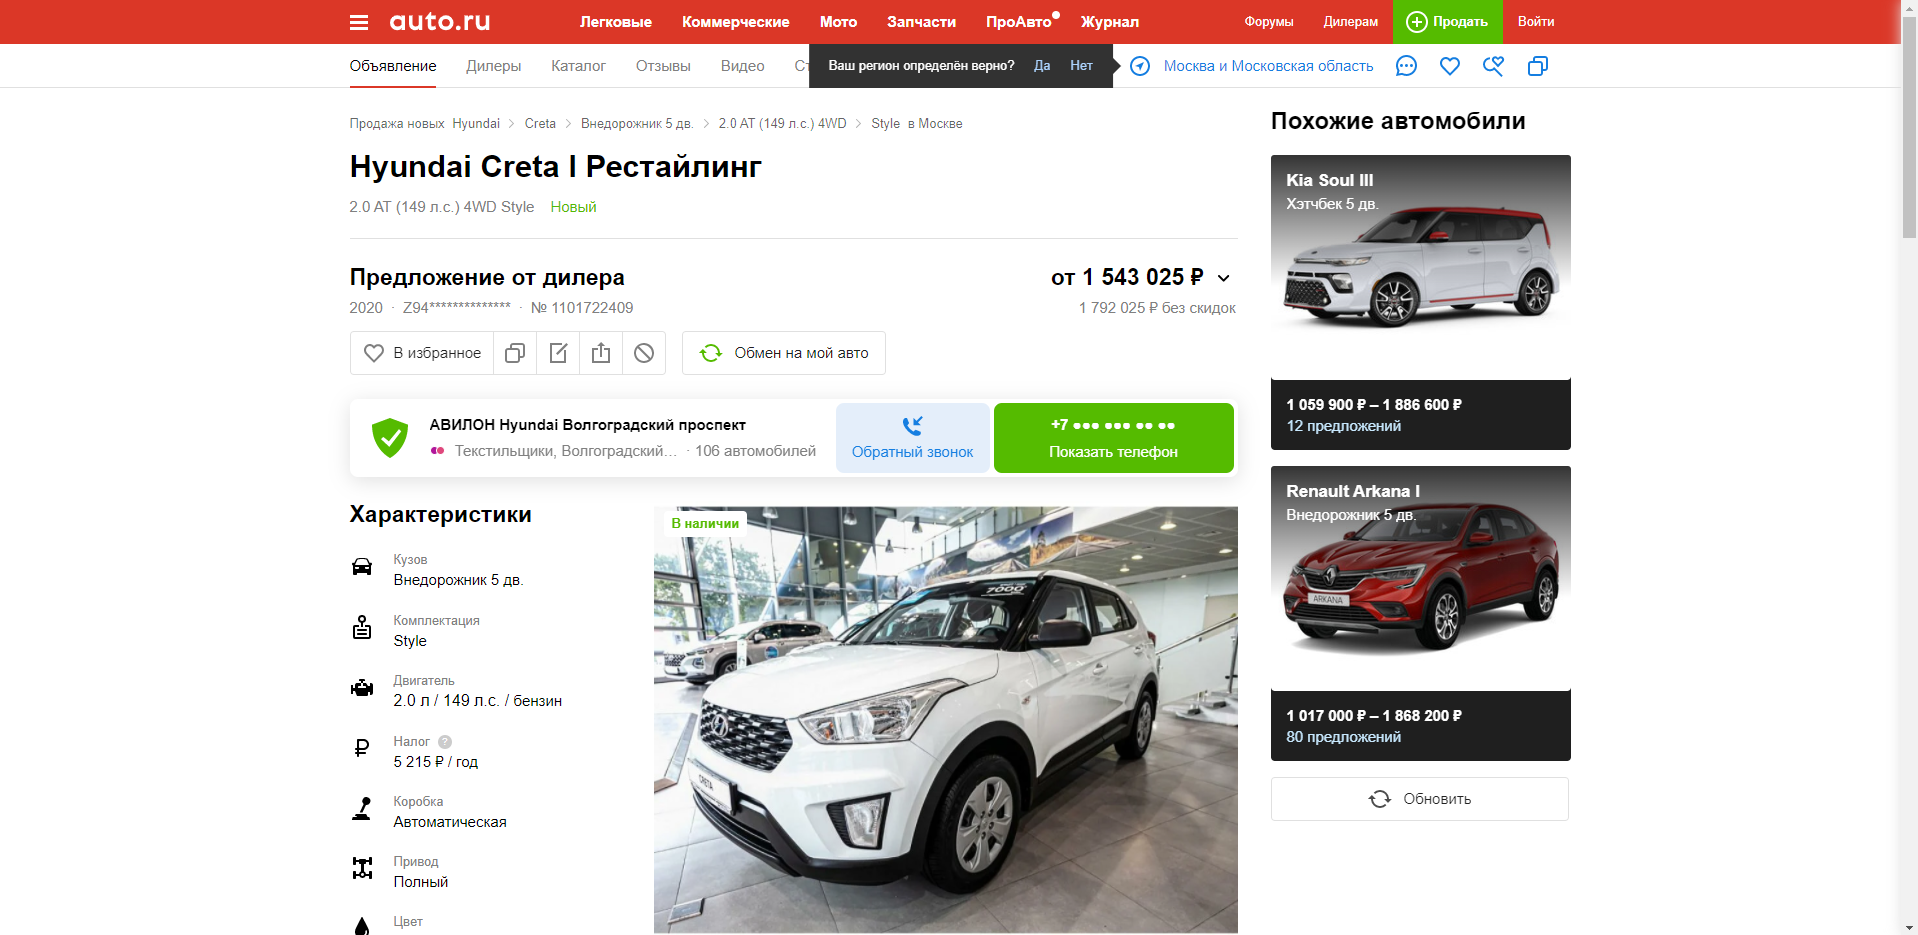 auto.ru
Легковые Коммерческие Мото Запчасти ПроАвто Журнал Форумы Дилерам Продать Войти
Объявление Дилеры Каталог Отзывы Видео Ст
Ваш регион определён верно? Да Нет
Москва и Московская область
Продажа новых Hyundai > Creta > Внедорожник 5 дв. > 2.0 AT (149 л.с.) 4WD > Style в Москве
Hyundai Creta I Рестайлинг
2.0 AT (149 л.с.) 4WD Style Новый
Предложение от дилера
от 1 543 025 ₽
2020 · Z94************** · № 1101722409
1 792 025 ₽ без скидок
В избранное
Обмен на мой авто
АВИЛОН Hyundai Волгоградский проспект
Текстильщики, Волгоградский… · 106 автомобилей
Обратный звонок
+7 ●●● ●●● ●● ●●
Показать телефон
Характеристики
Кузов
Внедорожник 5 дв.
Комплектация
Style
Двигатель
2.0 л / 149 л.с. / бензин
Налог ?
5 215 ₽ / год
Коробка
Автоматическая
Привод
Полный
Цвет
В наличии
7000
CRETA
Похожие автомобили
Kia Soul III
Хэтчбек 5 дв.
1 059 900 ₽ – 1 886 600 ₽
12 предложений
Renault Arkana I
Внедорожник 5 дв.
ARKANA
1 017 000 ₽ – 1 868 200 ₽
80 предложений
Обновить